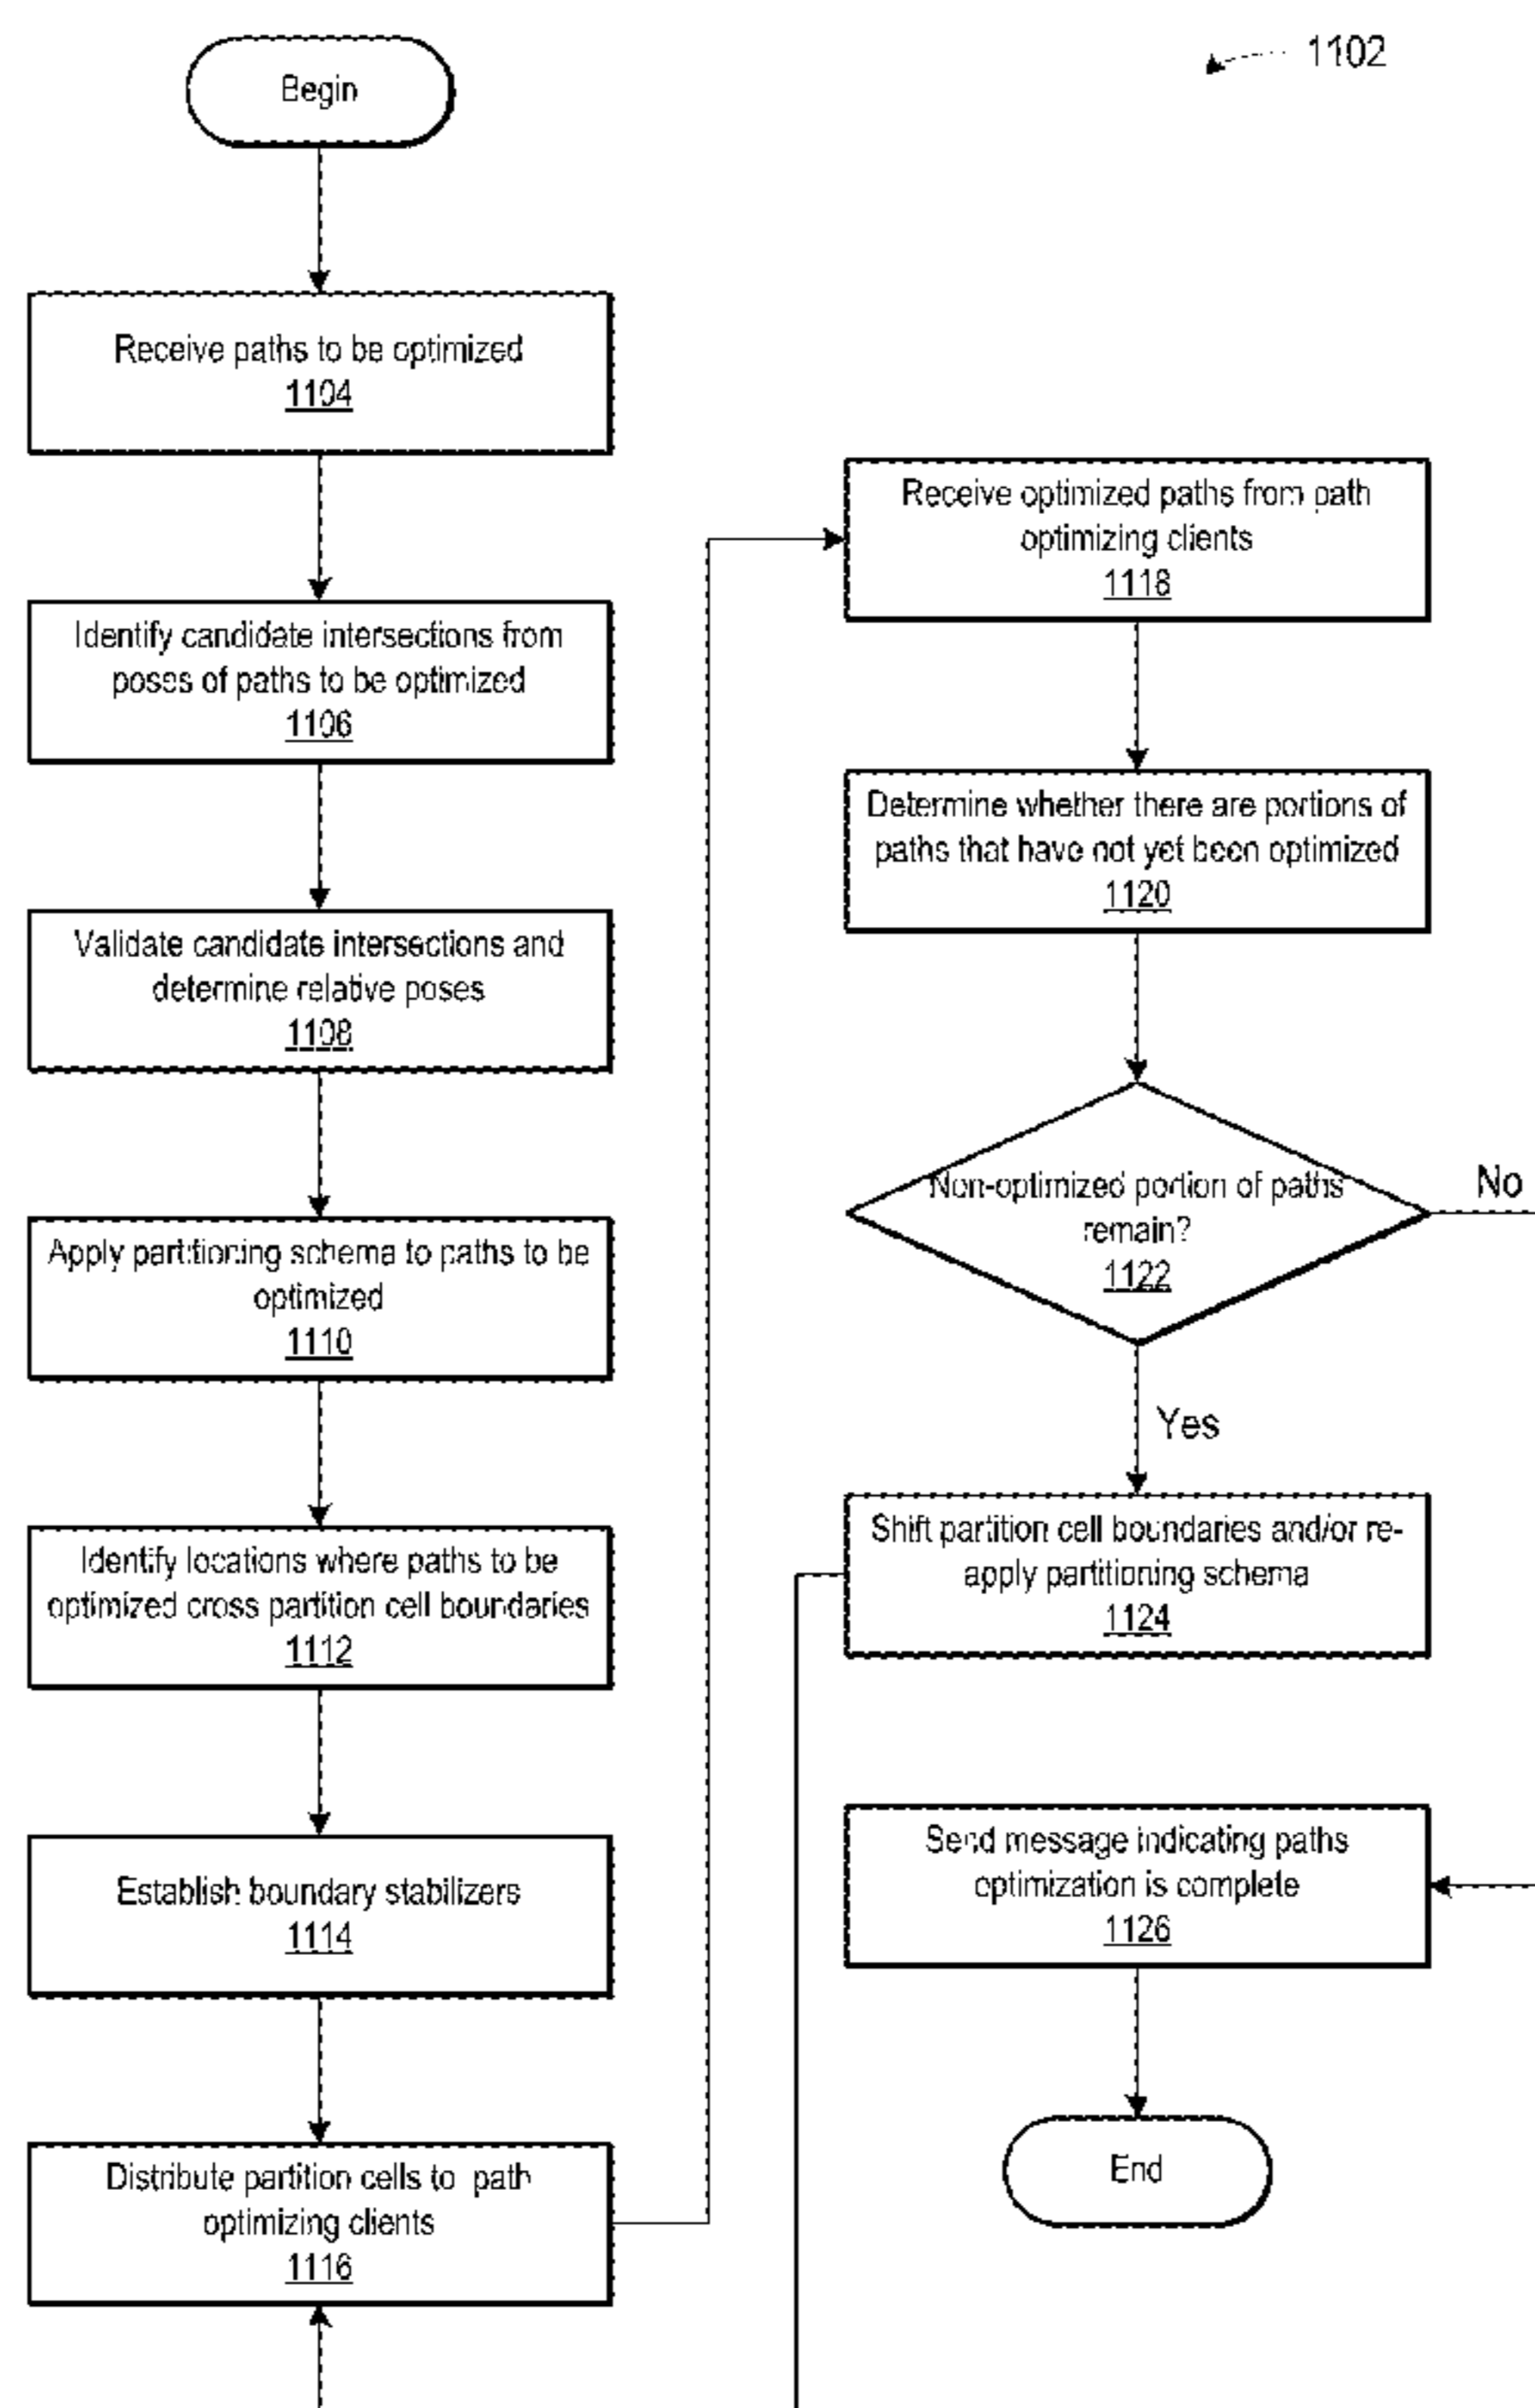 1102
Begin
Receive paths to be optimized
1104
Identify candidate intersections from
poses of paths to be optimized
1106
Validate candidate intersections and
determine relative poses
1108
Apply partitioning schema to paths to be
optimized
1110
Identify locations where paths to be
optimized cross partition cell boundaries
1112
Establish boundary stabilizers
1114
Distribute partition cells to path
optimizing clients
1116
Receive optimized paths from path
optimizing clients
1118
Determine whether there are portions of
paths that have not yet been optimized
1120
Non-optimized portion of paths
remain?
1122
No
Yes
Shift partition cell boundaries and/or re-
apply partitioning schema
1124
Send message indicating paths
optimization is complete
1126
End